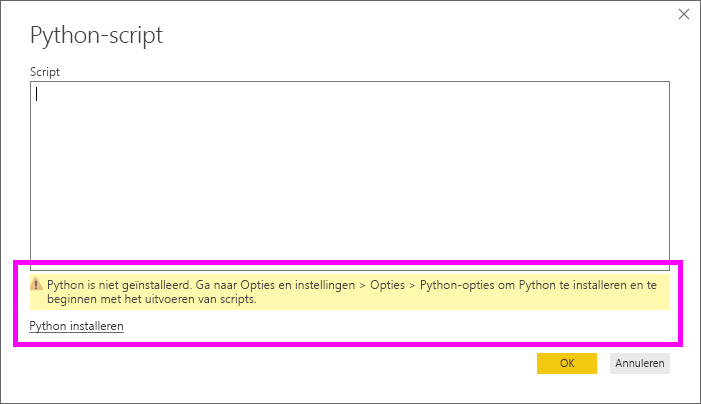 Python-script
Script
Python is niet geïnstalleerd. Ga naar Opties en instellingen > Opties > Python-opties om Python te installeren en te
beginnen met het uitvoeren van scripts.
Python installeren
OK
Annuleren